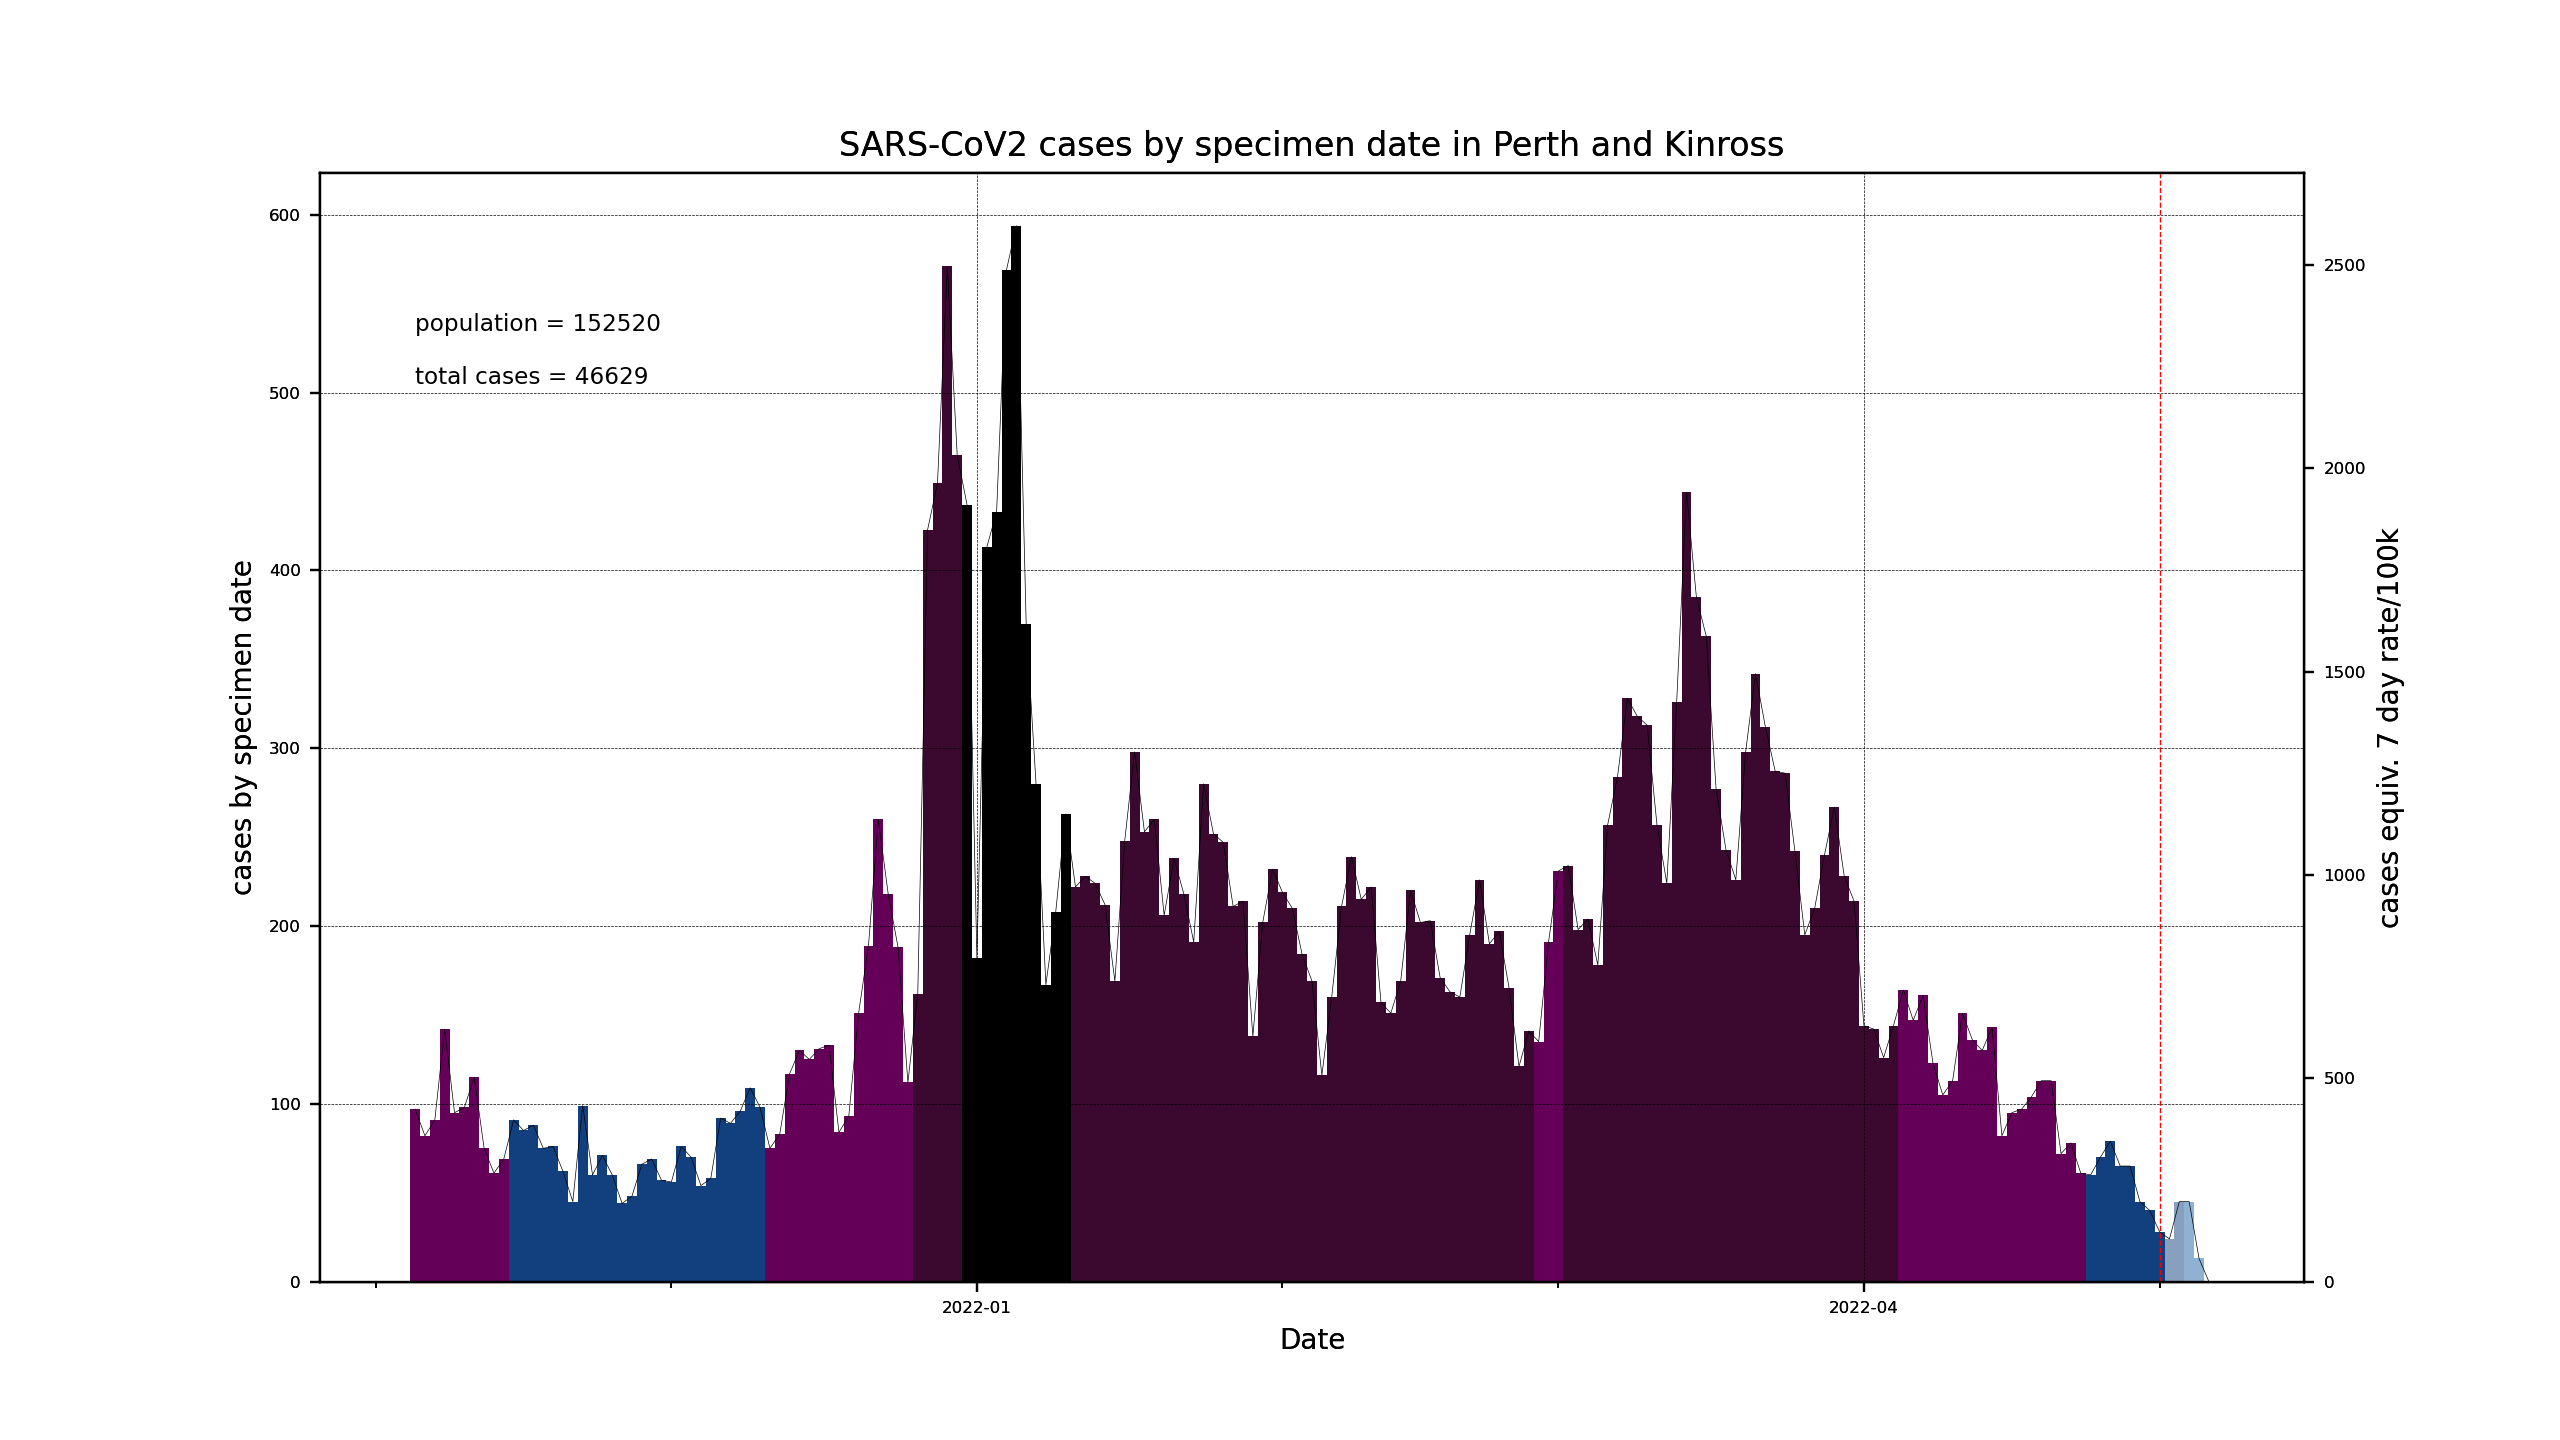 SARS-CoV2 cases by specimen date in Perth and Kinross
population = 152520
total cases = 46629
cases by specimen date
600
500
400
300
200
100
0
2500
2000
1500
1000
500
0
cases equiv. 7 day rate/100k
2022-01
2022-04
Date